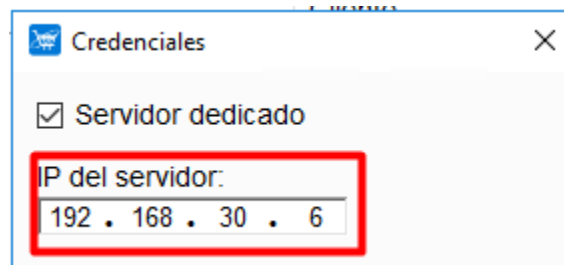 Credenciales
Servidor dedicado
IP del servidor:
192 . 168 . 30 . 6